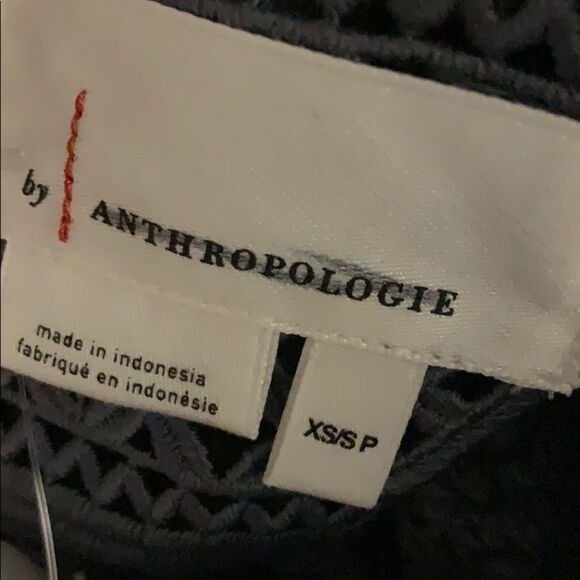 by ANTHROPOLOGIE
made in indonesia
fabriqué en indonésie
XS/S P